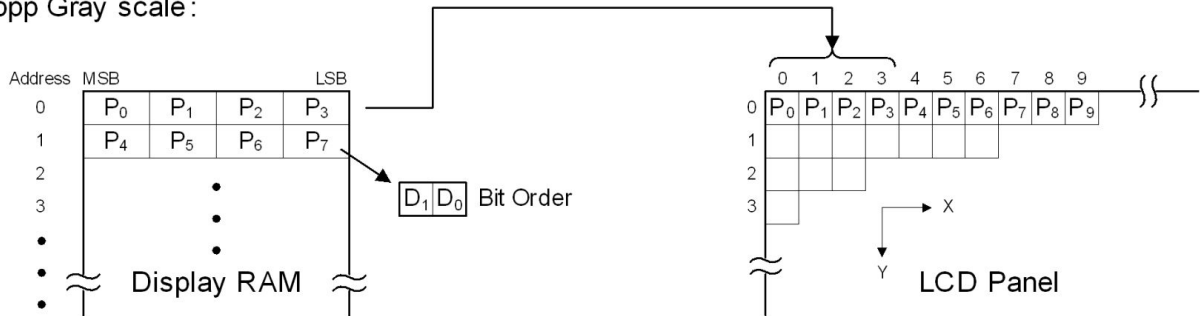 opp Gray scale:
Address MSB LSB
0 P₀ P₁ P₂ P₃
1 P₄ P₅ P₆ P₇
2
3
D₁ D₀ Bit Order
Display RAM
0 1 2 3 4 5 6 7 8 9
0 P₀ P₁ P₂ P₃ P₄ P₅ P₆ P₇ P₈ P₉
1
2
3
X
Y
LCD Panel